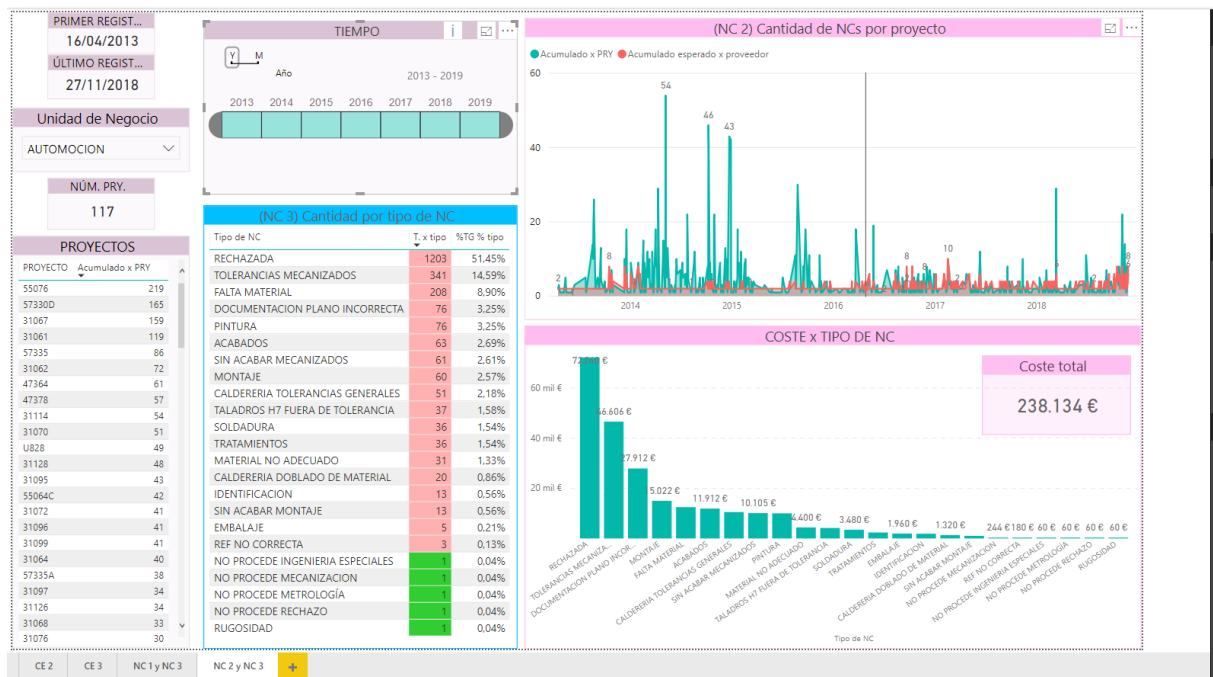 PRIMER REGIST...
16/04/2013
ÚLTIMO REGIST...
27/11/2018
Unidad de Negocio
AUTOMOCION
NÚM. PRY.
117
PROYECTOS
PROYECTO Acumulado x PRY
55076 219
57330D 165
31067 159
31061 119
57335 86
31062 72
47364 61
47378 57
31114 54
31070 51
U828 49
31128 48
31095 43
55064C 42
31072 41
31096 41
31099 41
31064 40
57335A 38
31097 34
31126 34
31068 33
31076 30
TIEMPO
Y M
Año 2013 - 2019
2013 2014 2015 2016 2017 2018 2019
(NC 3) Cantidad por tipo de NC
Tipo de NC T. x tipo %TG % tipo
RECHAZADA 1203 51,45%
TOLERANCIAS MECANIZADOS 341 14,59%
FALTA MATERIAL 208 8,90%
DOCUMENTACION PLANO INCORRECTA 76 3,25%
PINTURA 76 3,25%
ACABADOS 63 2,69%
SIN ACABAR MECANIZADOS 61 2,61%
MONTAJE 60 2,57%
CALDERERIA TOLERANCIAS GENERALES 51 2,18%
TALADROS H7 FUERA DE TOLERANCIA 37 1,58%
SOLDADURA 36 1,54%
TRATAMIENTOS 36 1,54%
MATERIAL NO ADECUADO 31 1,33%
CALDERERIA DOBLADO DE MATERIAL 20 0,86%
IDENTIFICACION 13 0,56%
SIN ACABAR MONTAJE 13 0,56%
EMBALAJE 5 0,21%
REF NO CORRECTA 3 0,13%
NO PROCEDE INGENIERIA ESPECIALES 1 0,04%
NO PROCEDE MECANIZACION 1 0,04%
NO PROCEDE METROLOGÍA 1 0,04%
NO PROCEDE RECHAZO 1 0,04%
RUGOSIDAD 1 0,04%
(NC 2) Cantidad de NCs por proyecto
Acumulado x PRY Acumulado esperado x proveedor
60
54
46
43
40
20
10
8
8
8
8
2
2
2
0
2014 2015 2016 2017 2018
COSTE x TIPO DE NC
Coste total
238.134 €
60 mil €
40 mil €
20 mil €
46.606 €
27.912 €
15.022 €
11.912 €
10.105 €
4.400 €
3.480 €
1.960 €
1.320 €
244 €
180 €
60 €
60 €
60 €
60 €
RECHAZADA
TOLERANCIAS MECANIZA...
DOCUMENTACION PLANO INCOR...
MONTAJE
FALTA MATERIAL
ACABADOS
CALDERERIA TOLERANCIAS GENERALES
SIN ACABAR MECANIZADOS
PINTURA
MATERIAL NO ADECUADO
TALADROS H7 FUERA DE TOLERANCIA
SOLDADURA
TRATAMIENTOS
EMBALAJE
IDENTIFICACION
CALDERERIA DOBLADO DE MATERIAL
SIN ACABAR MONTAJE
NO PROCEDE MECANIZACION
REF NO CORRECTA
NO PROCEDE INGENIERIA ESPECIALES
NO PROCEDE METROLOGÍA
NO PROCEDE RECHAZO
RUGOSIDAD
Tipo de NC
CE 2 CE 3 NC 1 y NC 3 NC 2 y NC 3 +